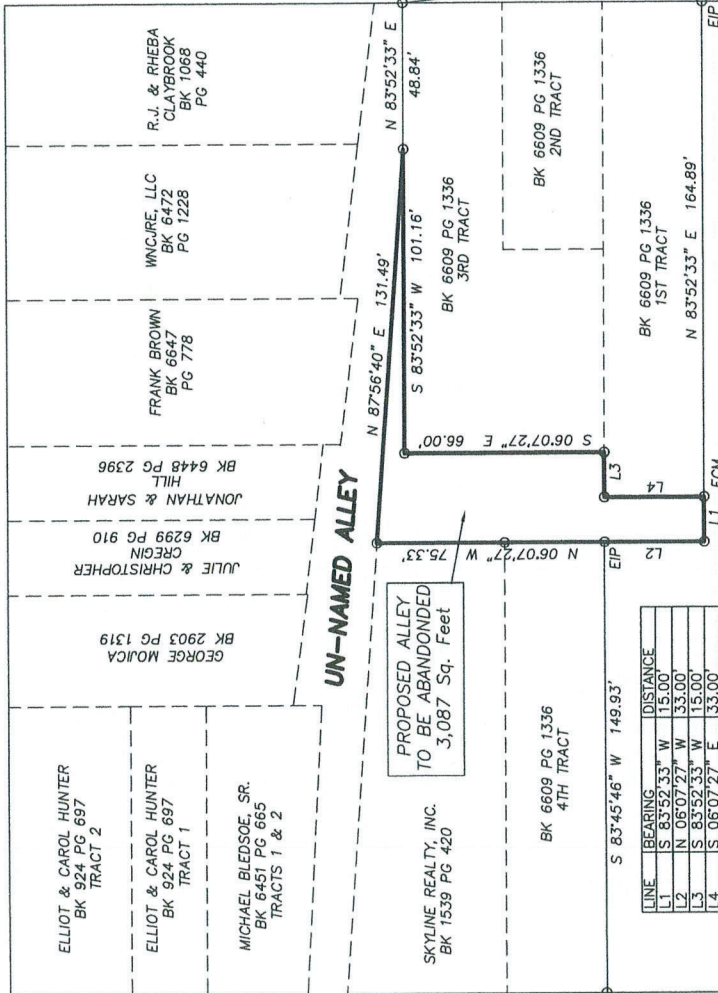 R.J. & RHEBA
CLAYBROOK
BK 1068
PG 440
WNCJRE, LLC
BK 6472
PG 1228
FRANK BROWN
BK 6647
PG 778
JONATHAN & SARAH
HILL
BK 6448 PG 2396
JULIE & CHRISTOPHER
CREGIN
BK 6299 PG 910
GEORGE MOJICA
BK 2903 PG 1319
ELLIOT & CAROL HUNTER
BK 924 PG 697
TRACT 2
ELLIOT & CAROL HUNTER
BK 924 PG 697
TRACT 1
MICHAEL BLEDSOE, SR.
BK 6451 PG 665
TRACTS 1 & 2
UN-NAMED ALLEY
N 83°52'33" E
48.84'
N 87°56'40" E 131.49'
S 83°52'33" W 101.16'
BK 6609 PG 1336
3RD TRACT
BK 6609 PG 1336
2ND TRACT
S 06°07'27" E 66.00'
N 06°07'27" W 75.33'
PROPOSED ALLEY
TO BE ABANDONDED
3,087 Sq. Feet
SKYLINE REALTY, INC.
BK 1539 PG 420
BK 6609 PG 1336
4TH TRACT
S 83°45'46" W 149.93'
EIP
L2
L3
L4
L1
ECM
BK 6609 PG 1336
1ST TRACT
N 83°52'33" E 164.89'
EIP
LINE BEARING DISTANCE
L1 S 83°52'33" W 15.00'
L2 N 06°07'27" W 33.00'
L3 S 83°52'33" W 15.00'
L4 S 06°07'27" E 33.00'